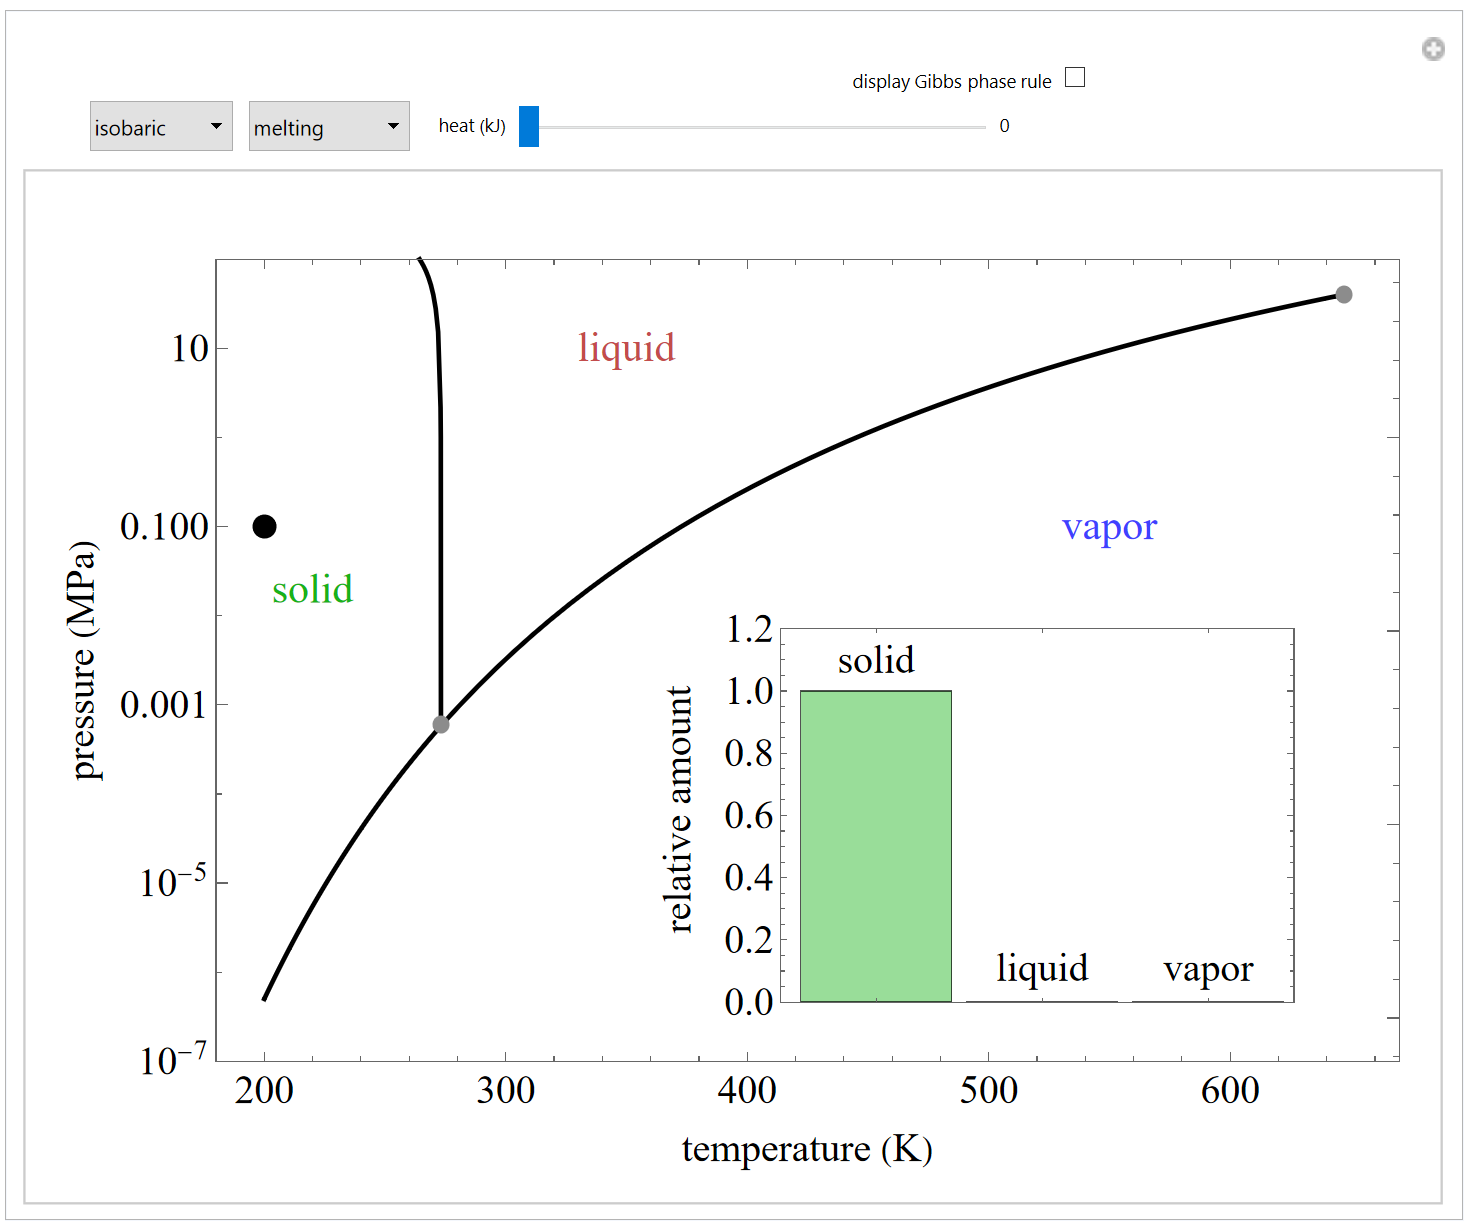 display Gibbs phase rule
isobaric melting heat (kJ) 0
liquid
10
vapor
0.100
solid
0.001
10⁻⁵
10⁻⁷
pressure (MPa)
200 300 400 500 600
temperature (K)
1.2
1.0
0.8
0.6
0.4
0.2
0.0
relative amount
solid
liquid vapor